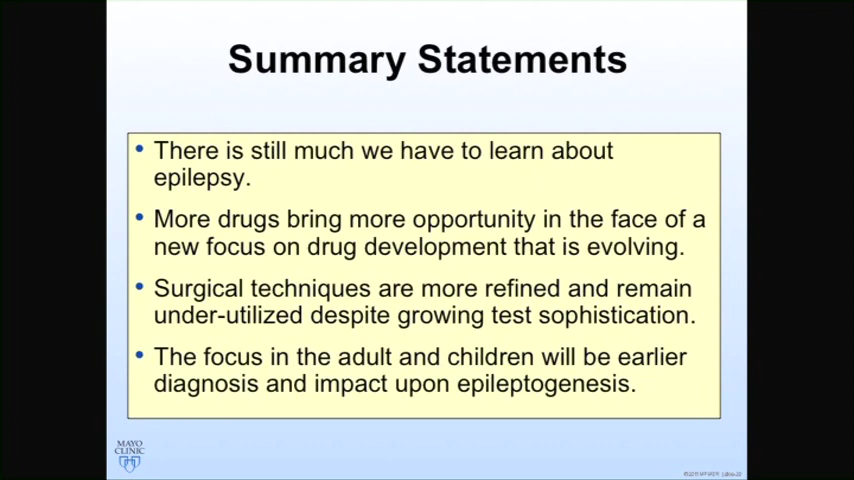 Summary Statements
• There is still much we have to learn about
epilepsy.
• More drugs bring more opportunity in the face of a
new focus on drug development that is evolving.
• Surgical techniques are more refined and remain
under-utilized despite growing test sophistication.
• The focus in the adult and children will be earlier
diagnosis and impact upon epileptogenesis.
MAYO
CLINIC